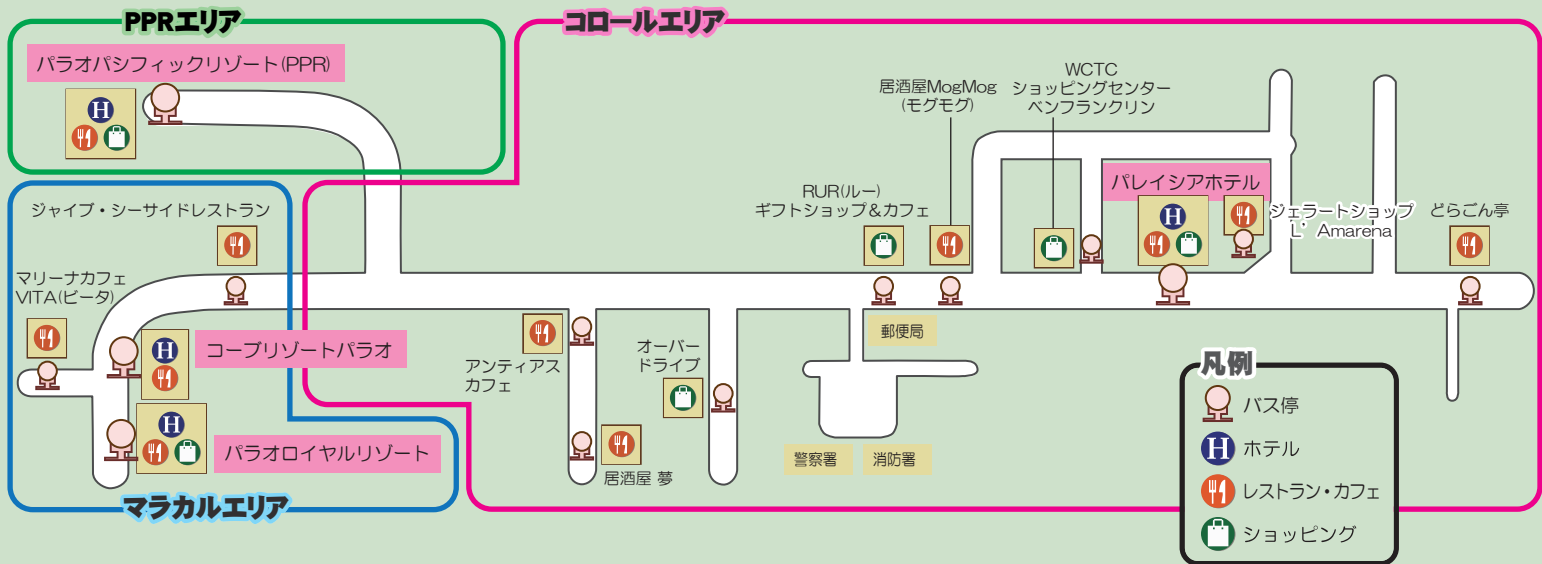 PPRエリア
コロールエリア
パラオパシフィックリゾート(PPR)
H
WCTC
ショッピングセンター
ベンフランクリン
居酒屋MogMog
(モグモグ)
パレイシアホテル
H
RUR(ルー)
ギフトショップ&カフェ
ジェラートショップ
L’ Amarena
どらごん亭
ジャイブ・シーサイドレストラン
マリーナカフェ
VITA(ビータ)
コーブリゾートパラオ
H
アンティアス
カフェ
オーバー
ドライブ
郵便局
パラオロイヤルリゾート
H
居酒屋 夢
警察署
消防署
マラカルエリア
凡例
バス停
H ホテル
レストラン・カフェ
ショッピング